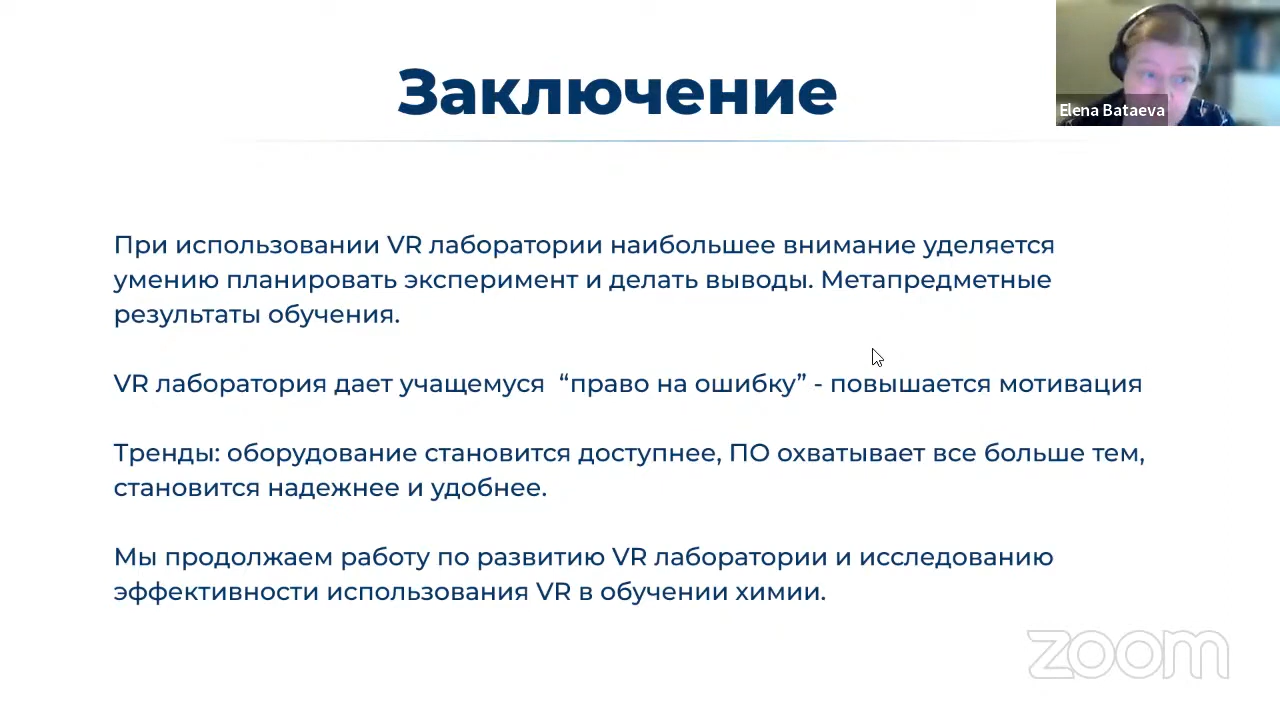 Заключение
Elena Bataeva
При использовании VR лаборатории наибольшее внимание уделяется
умению планировать эксперимент и делать выводы. Метапредметные
результаты обучения.
VR лаборатория дает учащемуся “право на ошибку” - повышается мотивация
Тренды: оборудование становится доступнее, ПО охватывает все больше тем,
становится надежнее и удобнее.
Мы продолжаем работу по развитию VR лаборатории и исследованию
эффективности использования VR в обучении химии.
zoom